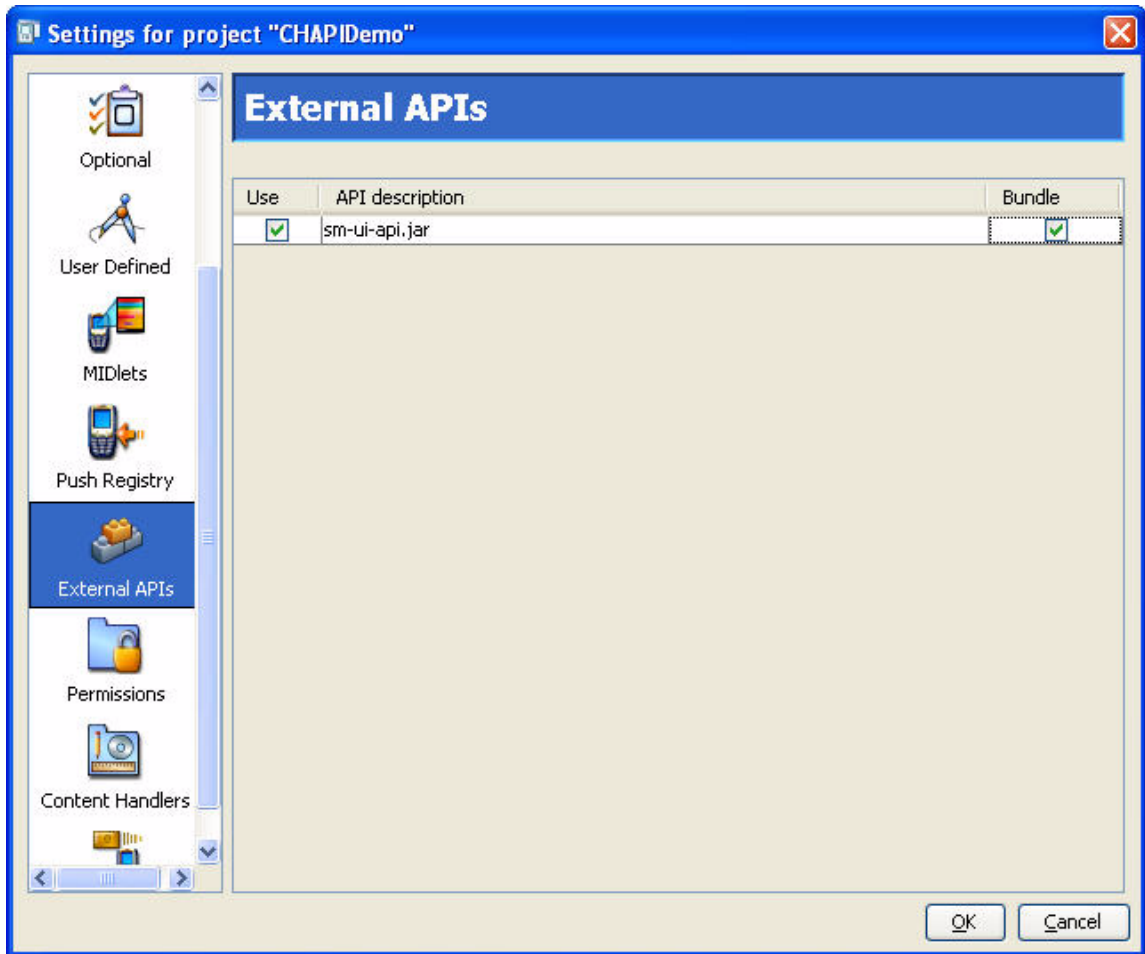 Settings for project "CHAPIDemo"
Optional
User Defined
MIDlets
Push Registry
External APIs
Permissions
Content Handlers
External APIs
Use API description Bundle
sm-ui-api.jar
OK Cancel